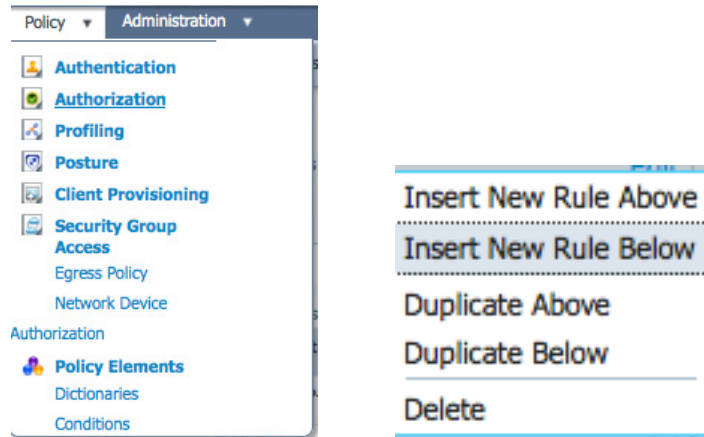 Policy ▼ Administration ▼
Authentication
Authorization
Profiling
Posture
Client Provisioning
Security Group
Access
Egress Policy
Network Device
Authorization
Policy Elements
Dictionaries
Conditions
Insert New Rule Above
Insert New Rule Below
Duplicate Above
Duplicate Below
Delete